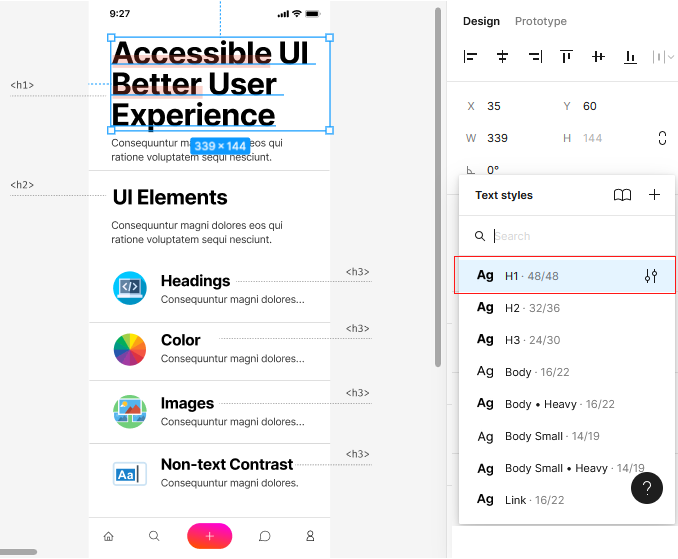 9:27
Design Prototype
Accessible UI
Better User
Experience
<h1>
X 35 Y 60
W 339 H 144
0°
339 × 144
Consequuntur magni dolores eos qui
ratione voluptatem sequi nesciunt.
<h2>
UI Elements
Consequuntur magni dolores eos qui
ratione voluptatem sequi nesciunt.
<h3>
Headings
Consequuntur magni dolores...
<h3>
Color
Consequuntur magni dolores...
<h3>
Images
Consequuntur magni dolores...
<h3>
Aa
Non-text Contrast
Consequuntur magni dolores.
Text styles
Search
Ag H1 · 48/48
Ag H2 · 32/36
Ag H3 · 24/30
Ag Body · 16/22
Ag Body • Heavy · 16/22
Ag Body Small · 14/19
Ag Body Small • Heavy · 14/19
Ag Link · 16/22
?